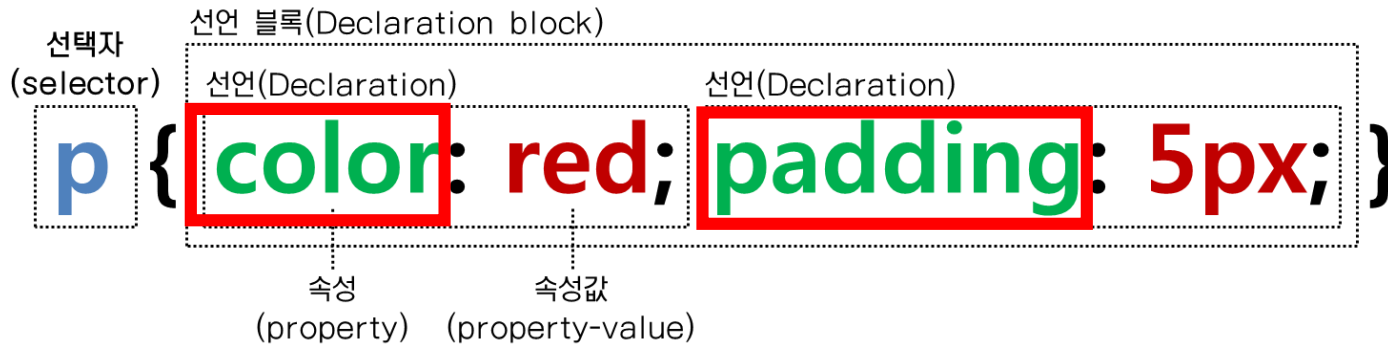 선언 블록(Declaration block)
선택자
(selector)
선언(Declaration) 선언(Declaration)
p { color: red; padding: 5px; }
속성 속성값
(property) (property-value)